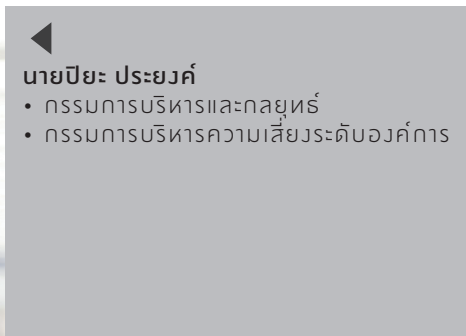 นายปิยะ ประยงค์
• กรรมการบริหารและกลยุทธ์
• กรรมการบริหารความเสี่ยงระดับองค์การ